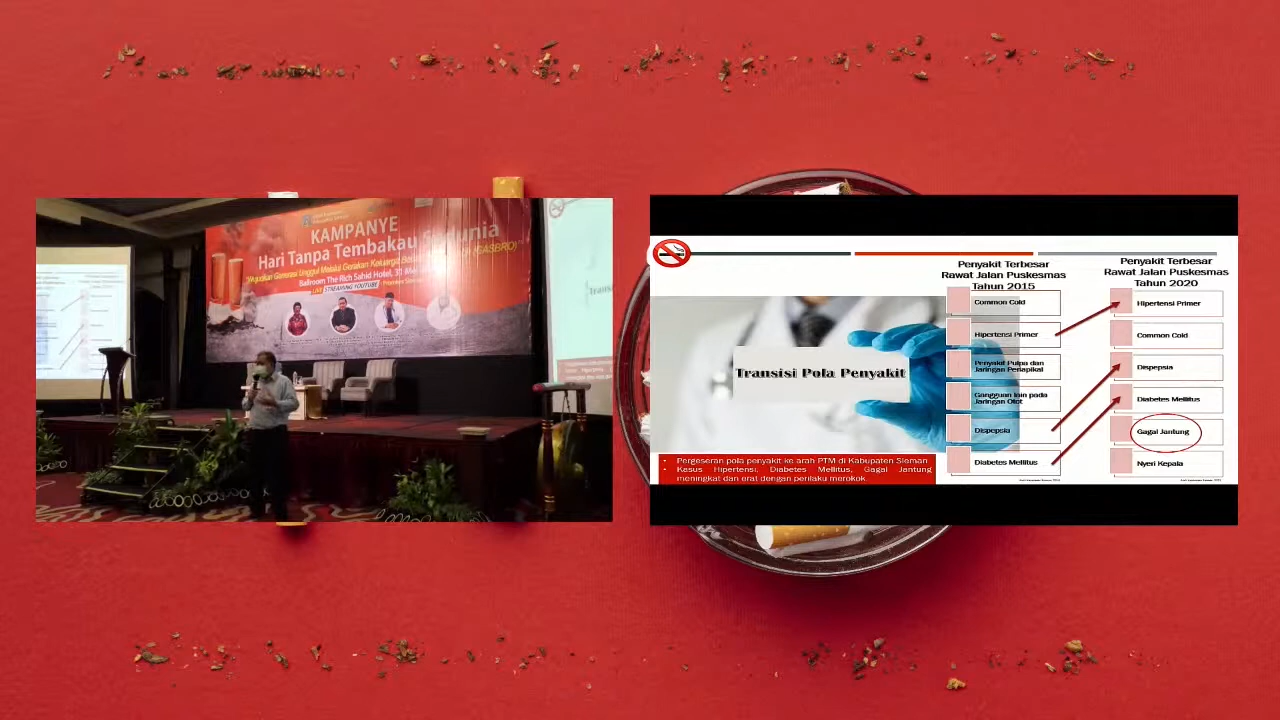 KAMPANYE
Hari Tanpa Tembakau
Ballroom The Rich Sahid Hotel, 31
LIVE STREAMING YOUTUBE
Penyakit Terbesar
Rawat Jalan Puskesmas
Tahun 2015
Common Cold
Hipertensi Primer
Penyakit Pulpa dan
Jaringan Periapikal
Gangguan lain pada
Jaringan Otot
Dispepsia
Diabetes Mellitus
Penyakit Terbesar
Rawat Jalan Puskesmas
Tahun 2020
Hipertensi Primer
Common Cold
Dispepsia
Diabetes Mellitus
Gagal Jantung
Nyeri Kepala
Transisi Pola Penyakit
• Pergeseran pola penyakit ke arah PTM di Kabupaten Sleman
• Kasus Hipertensi, Diabetes Mellitus, Gagal Jantung
meningkat dan erat dengan perilaku merokok